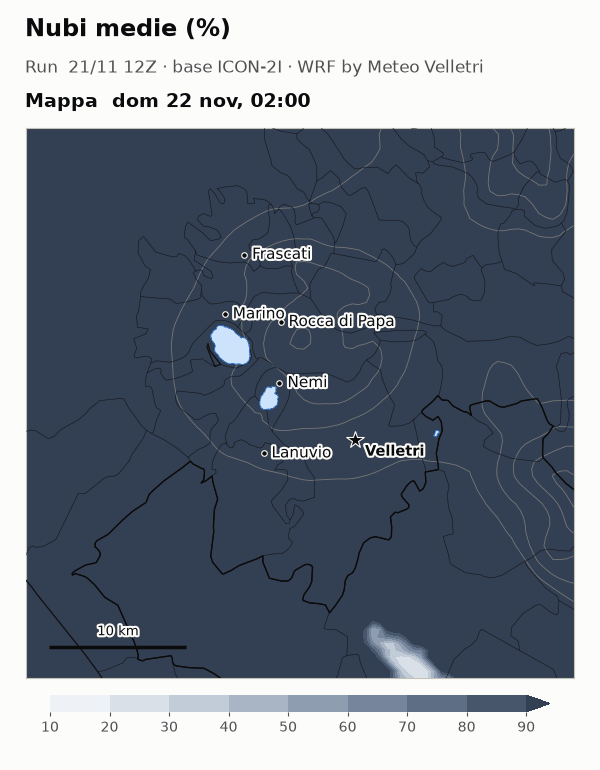 Nubi medie (%)
Run  21/11 12Z · base ICON-2I · WRF by Meteo Velletri
Mappa  dom 22 nov, 02:00
Frascati
Marino
Rocca di Papa
Nemi
Velletri
Lanuvio
10 km
10 20 30 40 50 60 70 80 90